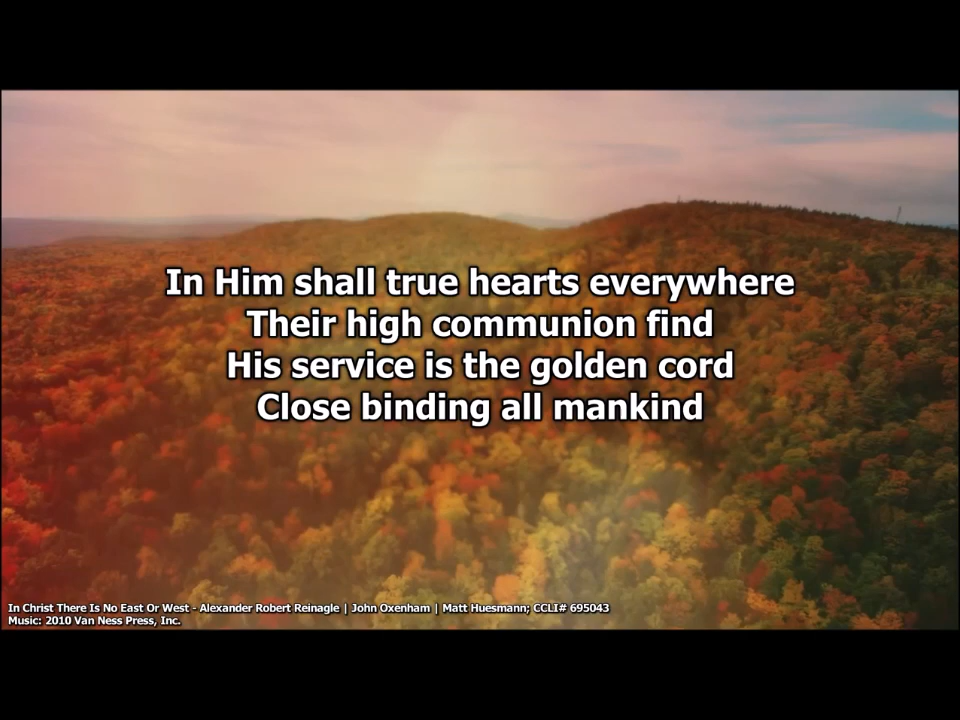 In Him shall true hearts everywhere
Their high communion find
His service is the golden cord
Close binding all mankind
In Christ There Is No East Or West - Alexander Robert Reinagle | John Oxenham | Matt Huesmann; CCLI# 695043
Music: 2010 Van Ness Press, Inc.